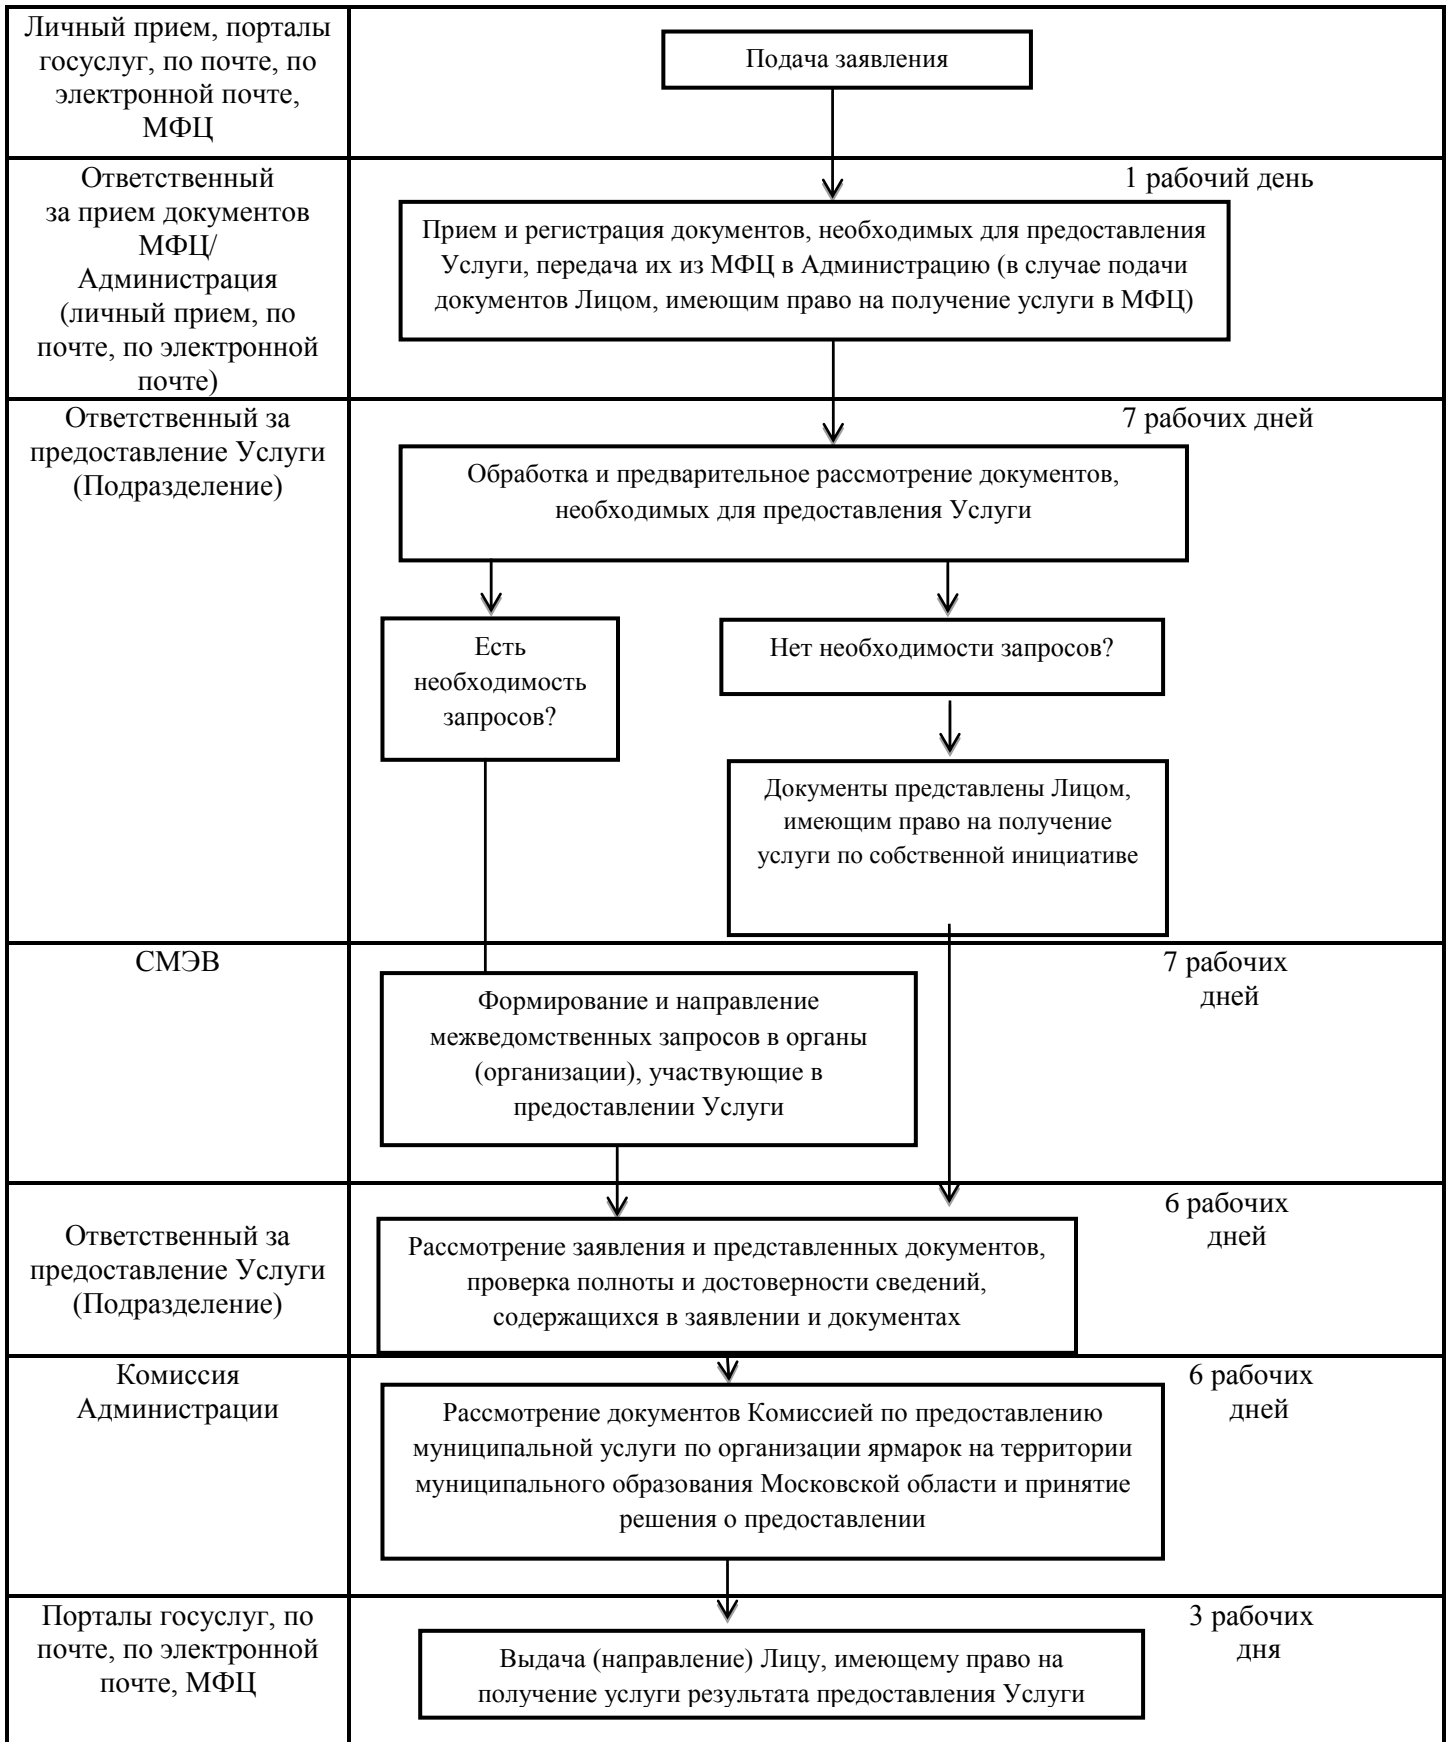 Личный прием, порталы
госуслуг, по почте, по
электронной почте,
МФЦ
Подача заявления
Ответственный
за прием документов
МФЦ/
Администрация
(личный прием, по
почте, по электронной
почте)
1 рабочий день
Прием и регистрация документов, необходимых для предоставления
Услуги, передача их из МФЦ в Администрацию (в случае подачи
документов Лицом, имеющим право на получение услуги в МФЦ)
Ответственный за
предоставление Услуги
(Подразделение)
7 рабочих дней
Обработка и предварительное рассмотрение документов,
необходимых для предоставления Услуги
Есть
необходимость
запросов?
Нет необходимости запросов?
Документы представлены Лицом,
имеющим право на получение
услуги по собственной инициативе
СМЭВ
7 рабочих
дней
Формирование и направление
межведомственных запросов в органы
(организации), участвующие в
предоставлении Услуги
Ответственный за
предоставление Услуги
(Подразделение)
6 рабочих
дней
Рассмотрение заявления и представленных документов,
проверка полноты и достоверности сведений,
содержащихся в заявлении и документах
Комиссия
Администрации
6 рабочих
дней
Рассмотрение документов Комиссией по предоставлению
муниципальной услуги по организации ярмарок на территории
муниципального образования Московской области и принятие
решения о предоставлении
Порталы госуслуг, по
почте, по электронной
почте, МФЦ
3 рабочих
дня
Выдача (направление) Лицу, имеющему право на
получение услуги результата предоставления Услуги